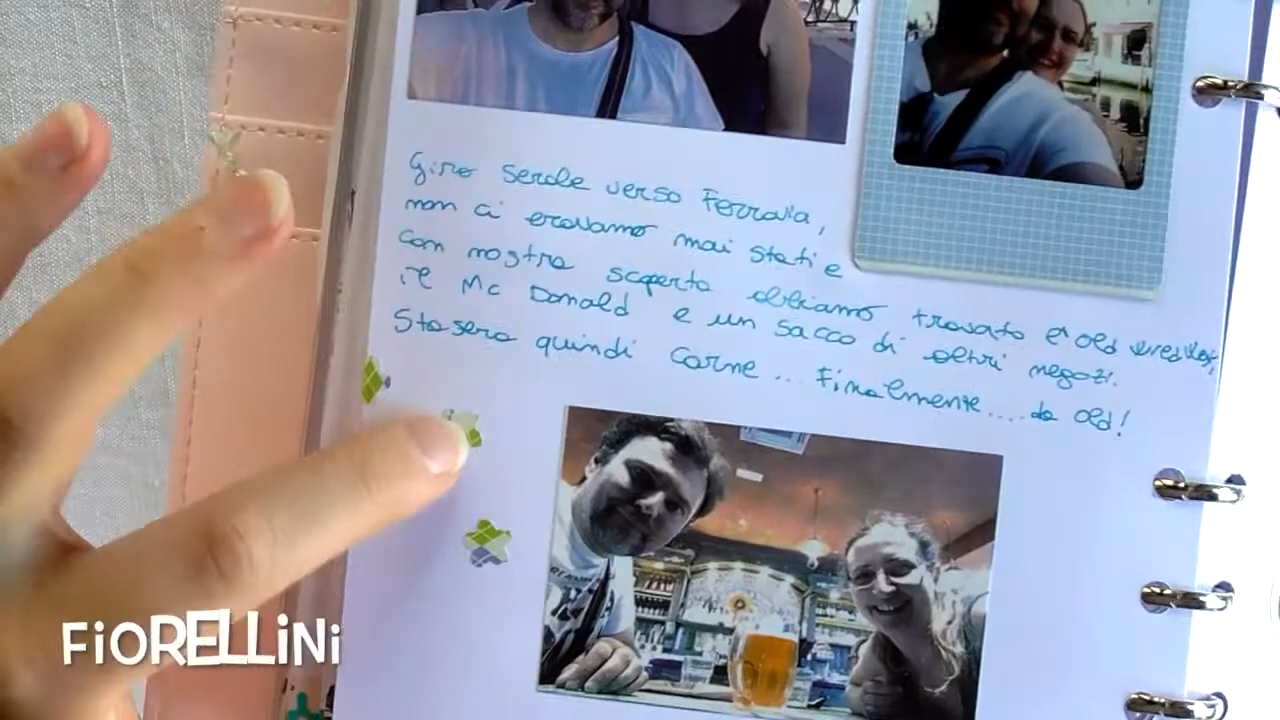 Giro serale verso Ferraia,
non ci eravamo mai stati e
con nostra scoperta abbiamo trovato l'old wild West,
il Mc Donald e un sacco di altri negozi.
Stasera quindi carne... Finalmente.... da old!
FiORELLiNi